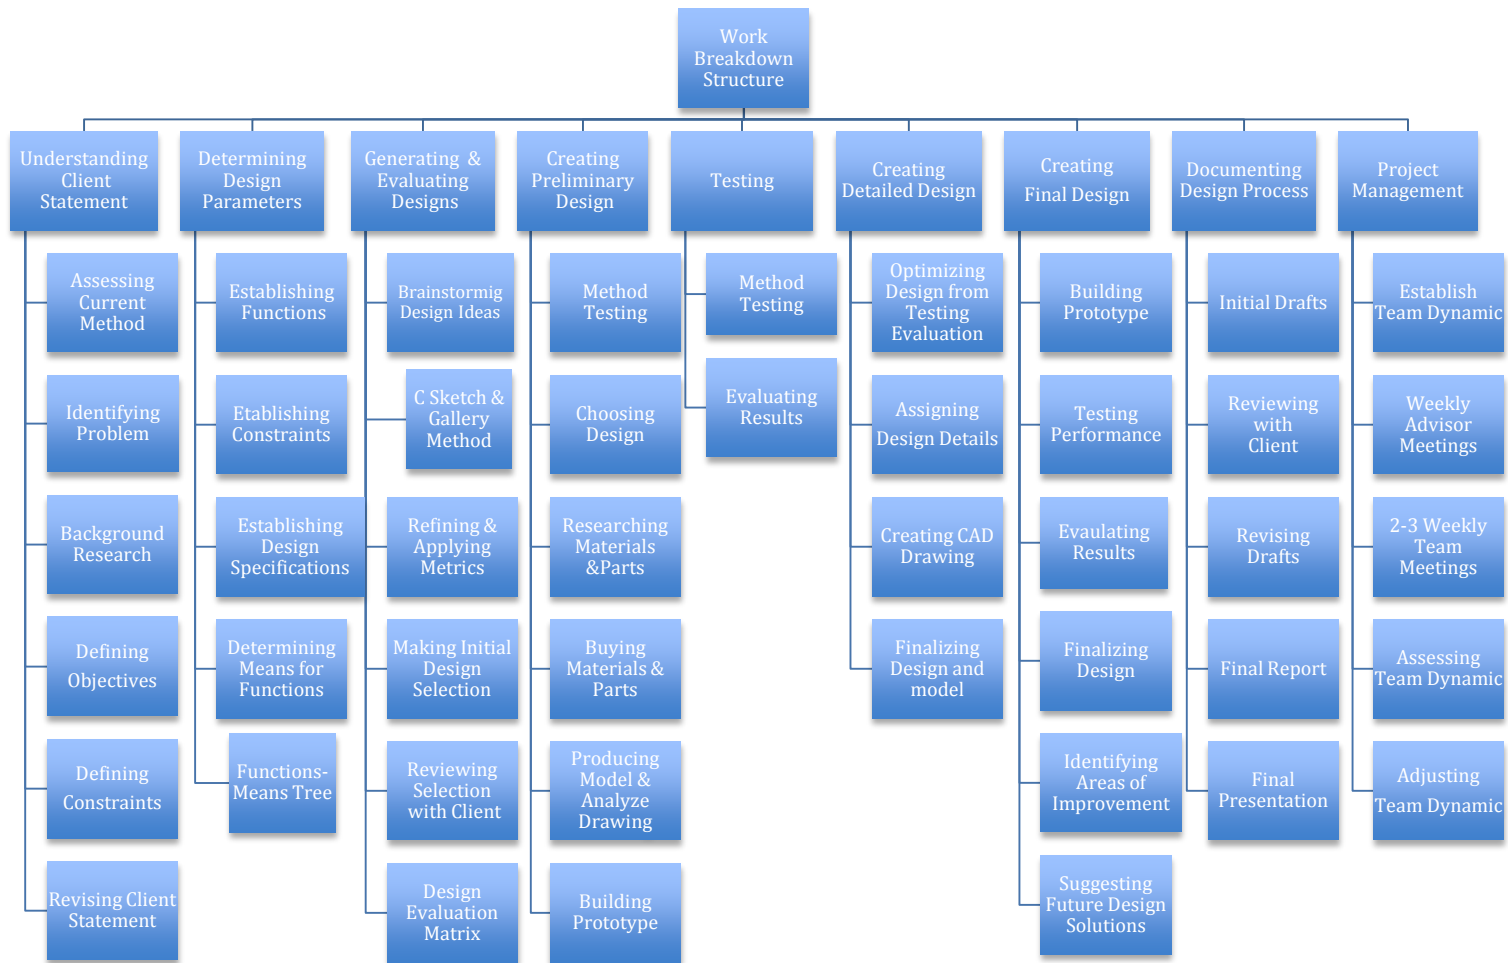 Work
Breakdown
Structure
Understanding
Client
Statement
Assessing
Current
Method
Identifying
Problem
Background
Research
Defining
Objectives
Defining
Constraints
Revising Client
Statement
Determining
Design
Parameters
Establishing
Functions
Etablishing
Constraints
Establishing
Design
Specifications
Determining
Means for
Functions
Functions-
Means Tree
Generating &
Evaluating
Designs
Brainstormig
Design Ideas
C Sketch &
Gallery
Method
Refining &
Applying
Metrics
Making Initial
Design
Selection
Reviewing
Selection
with Client
Design
Evaluation
Matrix
Creating
Preliminary
Design
Method
Testing
Choosing
Design
Researching
Materials
&Parts
Buying
Materials &
Parts
Producing
Model &
Analyze
Drawing
Building
Prototype
Testing
Method
Testing
Evaluating
Results
Creating
Detailed Design
Optimizing
Design from
Testing
Evaluation
Assigning
Design Details
Creating CAD
Drawing
Finalizing
Design and
model
Creating
Final Design
Building
Prototype
Testing
Performance
Evaulating
Results
Finalizing
Design
Identifying
Areas of
Improvement
Suggesting
Future Design
Solutions
Documenting
Design Process
Initial Drafts
Reviewing
with
Client
Revising
Drafts
Final Report
Final
Presentation
Project
Management
Establish
Team Dynamic
Weekly
Advisor
Meetings
2-3 Weekly
Team
Meetings
Assessing
Team Dynamic
Adjusting
Team Dynamic